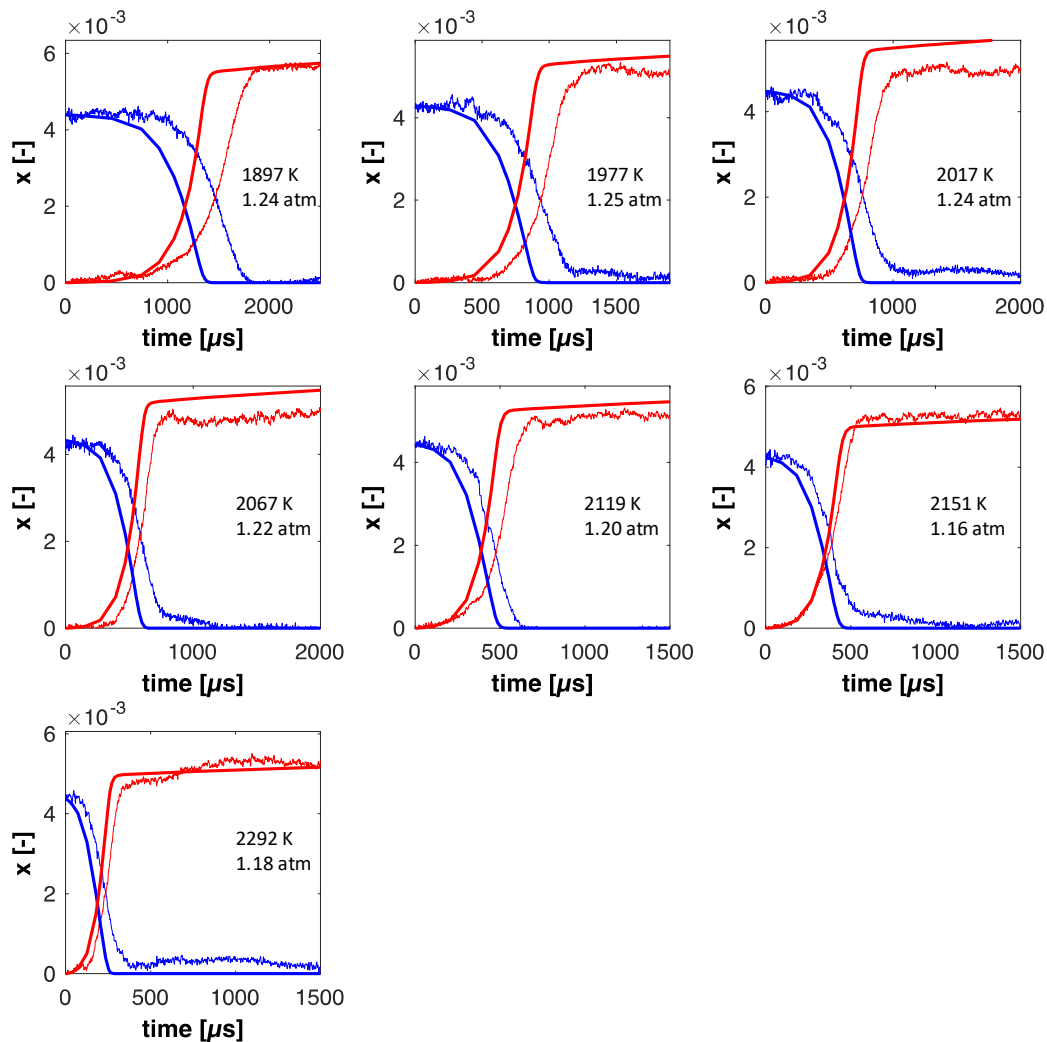 ×10-3 ×10-3 ×10-3
6
4
2
0
x [-]
1897 K
1.24 atm
0 1000 2000
time [µs]
4
2
0
x [-]
1977 K
1.25 atm
0 500 1000 1500
time [µs]
6
4
2
0
x [-]
2017 K
1.24 atm
0 1000 2000
time [µs]
×10-3 ×10-3 ×10-3
4
2
0
x [-]
2067 K
1.22 atm
0 1000 2000
time [µs]
4
2
0
x [-]
2119 K
1.20 atm
0 500 1000 1500
time [µs]
6
4
2
0
x [-]
2151 K
1.16 atm
0 500 1000 1500
time [µs]
×10-3
6
4
2
0
x [-]
2292 K
1.18 atm
0 500 1000 1500
time [µs]